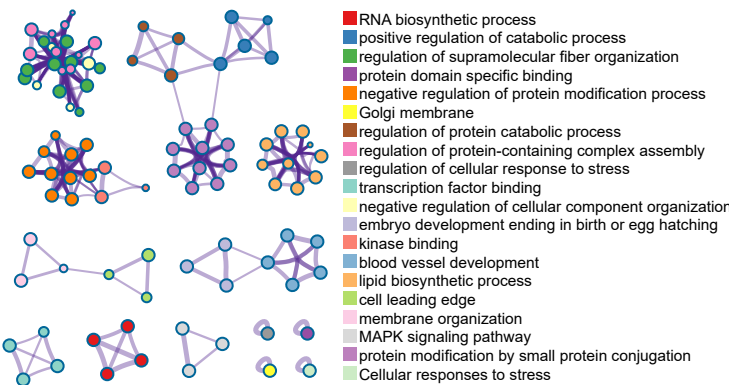 RNA biosynthetic process
positive regulation of catabolic process
regulation of supramolecular fiber organization
protein domain specific binding
negative regulation of protein modification process
Golgi membrane
regulation of protein catabolic process
regulation of protein-containing complex assembly
regulation of cellular response to stress
transcription factor binding
negative regulation of cellular component organization
embryo development ending in birth or egg hatching
kinase binding
blood vessel development
lipid biosynthetic process
cell leading edge
membrane organization
MAPK signaling pathway
protein modification by small protein conjugation
Cellular responses to stress